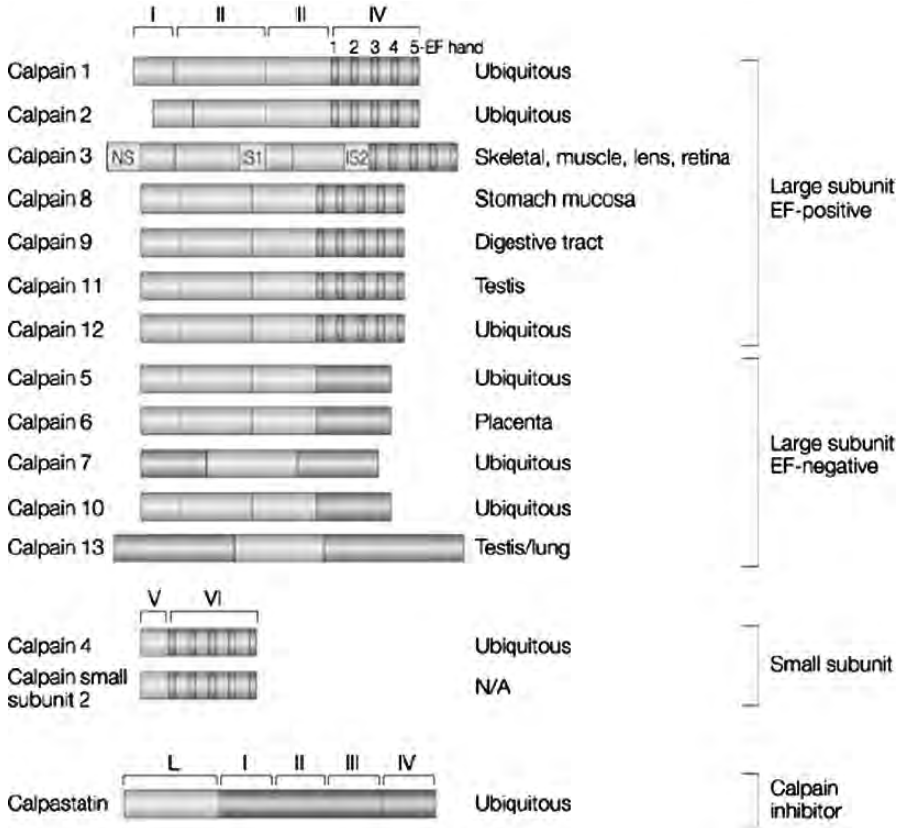 I II III IV
1 2 3 4 5-EF hand
Calpain 1 Ubiquitous
Calpain 2 Ubiquitous
Calpain 3 NS IS1 IS2 Skeletal, muscle, lens, retina
Calpain 8 Stomach mucosa
Large subunit
EF-positive
Calpain 9 Digestive tract
Calpain 11 Testis
Calpain 12 Ubiquitous
Calpain 5 Ubiquitous
Calpain 6 Placenta
Large subunit
EF-negative
Calpain 7 Ubiquitous
Calpain 10 Ubiquitous
Calpain 13 Testis/lung
V VI
Calpain 4 Ubiquitous
Small subunit
Calpain small
subunit 2 N/A
L I II III IV
Calpastatin Ubiquitous
Calpain
inhibitor